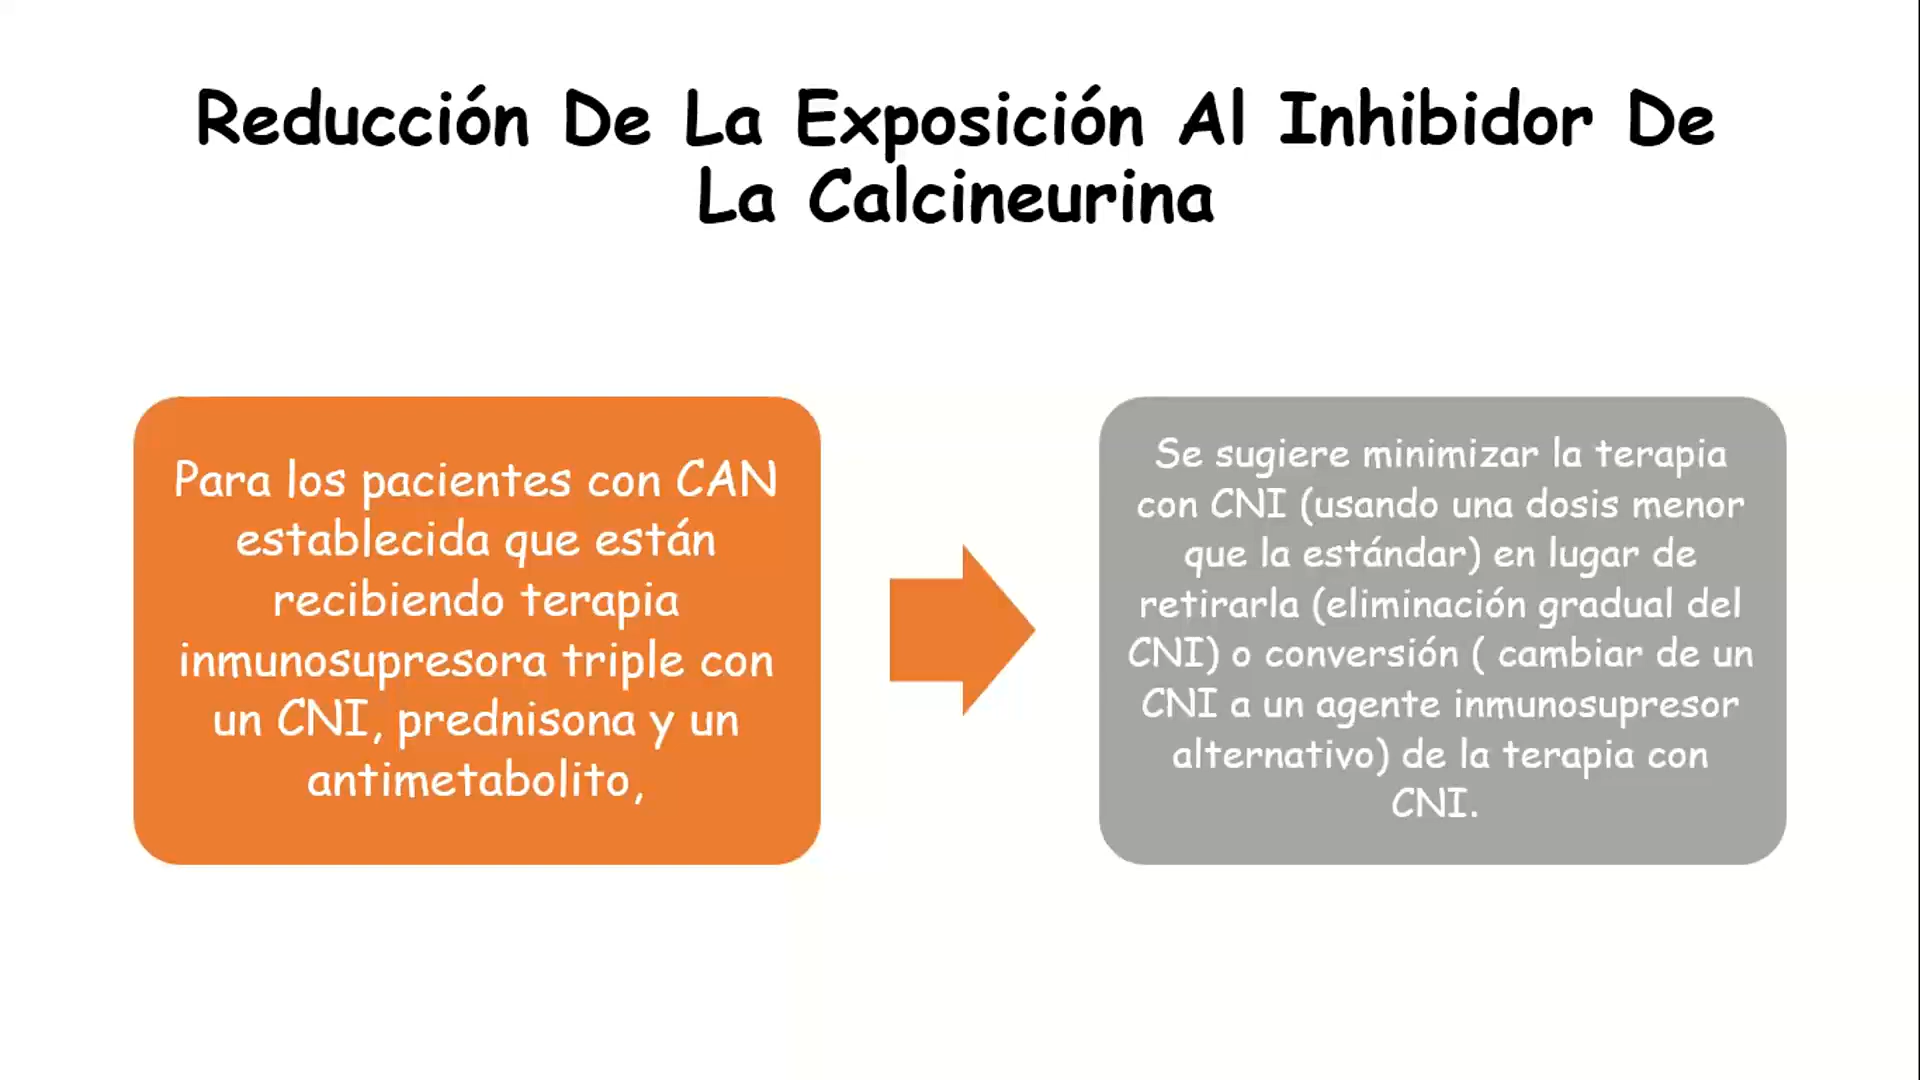 Reducción De La Exposición Al Inhibidor De
La Calcineurina
Para los pacientes con CAN
establecida que están
recibiendo terapia
inmunosupresora triple con
un CNI, prednisona y un
antimetabolito,
Se sugiere minimizar la terapia
con CNI (usando una dosis menor
que la estándar) en lugar de
retirarla (eliminación gradual del
CNI) o conversión ( cambiar de un
CNI a un agente inmunosupresor
alternativo) de la terapia con
CNI.